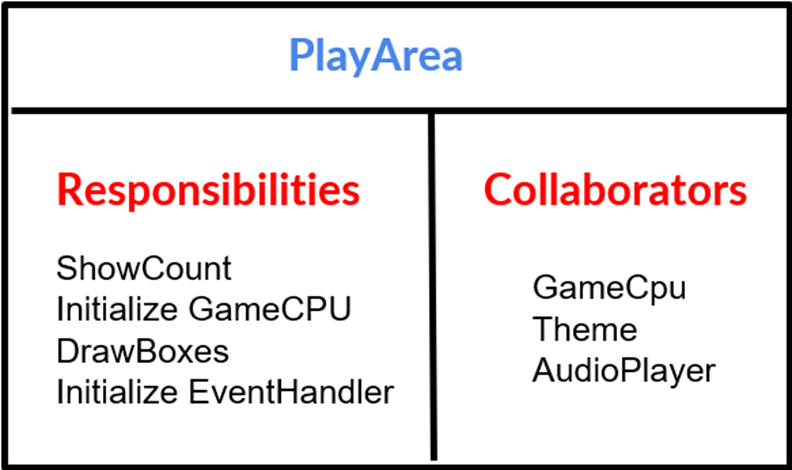 PlayArea
Responsibilities
ShowCount
Initialize GameCPU
DrawBoxes
Initialize EventHandler
Collaborators
GameCpu
Theme
AudioPlayer